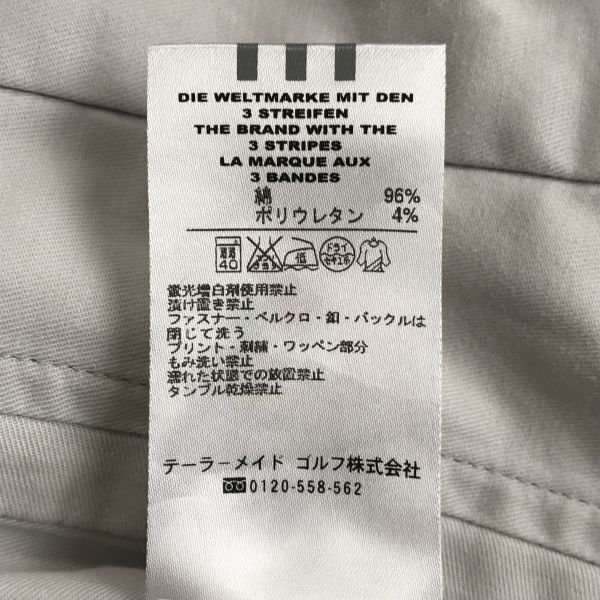 DIE WELTMARKE MIT DEN
3 STREIFEN
THE BRAND WITH THE
3 STRIPES
LA MARQUE AUX
3 BANDES
綿 96%
ポリウレタン 4%
40 低 ドライ セキユ系
蛍光増白剤使用禁止
漬け置き禁止
ファスナー・ベルクロ・釦・バックルは
閉じて洗う
プリント・刺繍・ワッペン部分
もみ洗い禁止
濡れた状態での放置禁止
タンブル乾燥禁止
テーラーメイド ゴルフ株式会社
0120-558-562